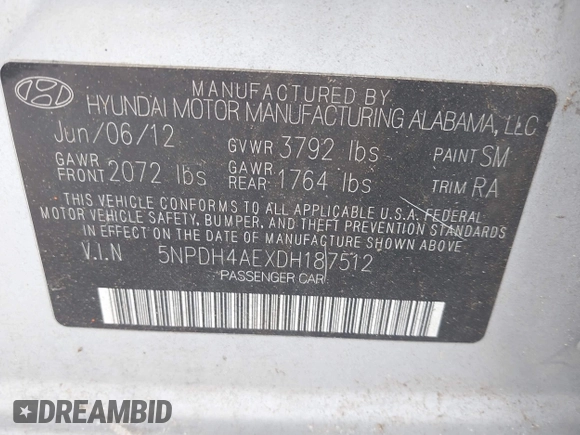 MANUFACTURED BY
HYUNDAI MOTOR MANUFACTURING ALABAMA, LLC
Jun/06/12 GVWR 3792 lbs PAINT SM
GAWR FRONT 2072 lbs GAWR REAR: 1764 lbs TRIM RA
THIS VEHICLE CONFORMS TO ALL APPLICABLE U.S.A. FEDERAL
MOTOR VEHICLE SAFETY, BUMPER, AND THEFT PREVENTION STANDARDS
IN EFFECT ON THE DATE OF MANUFACTURE SHOWN ABOVE
V.I.N 5NPDH4AEXDH187512
PASSENGER CAR
DREAMBID